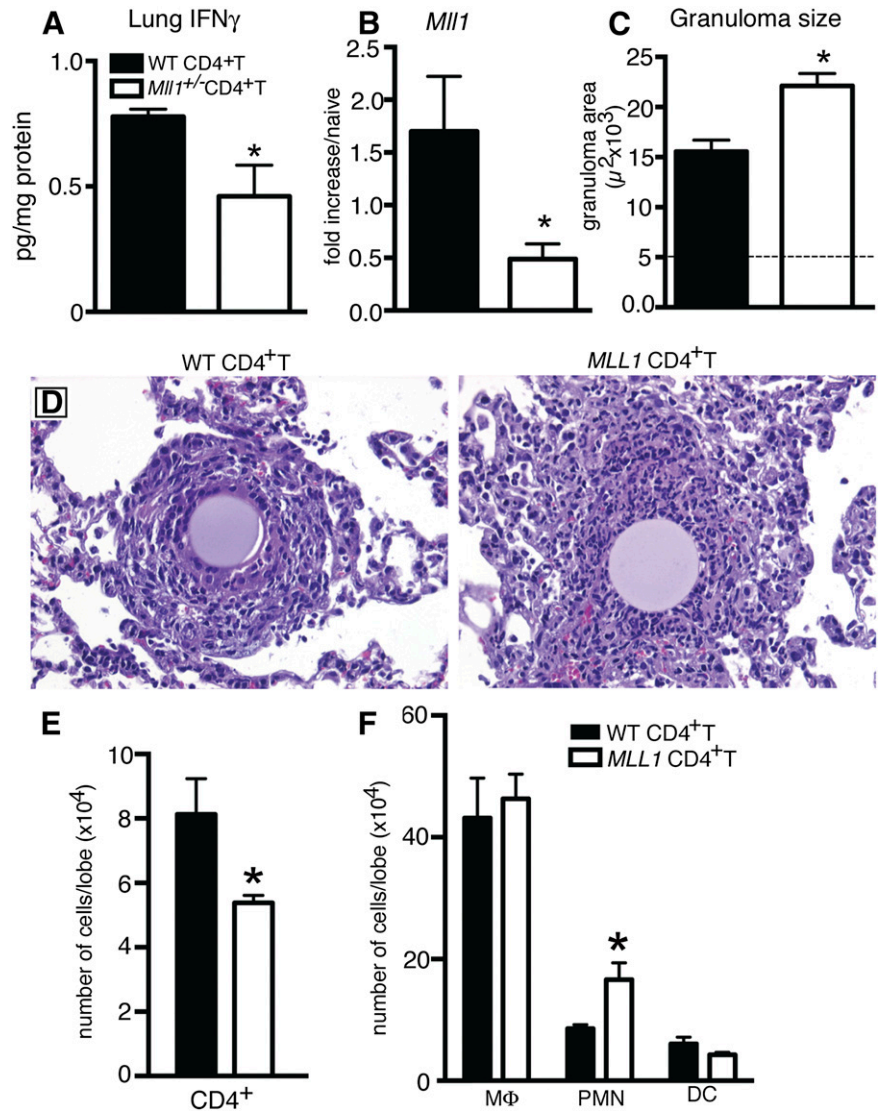 A Lung IFNγ
1.0
0.5
0
pg/mg protein
WT CD4+T
Mll1+/-CD4+T
*
B Mll1
2.5
2.0
1.5
1.0
0.5
0.0
fold increase/naive
*
C Granuloma size
25
20
15
10
5
0.0
granuloma area
(μ²x10³)
*
WT CD4⁺T
MLL1 CD4⁺T
D
E
10
8
6
4
2
0
number of cells/lobe (x10⁴)
*
CD4⁺
F
60
40
20
0
number of cells/lobe (x10⁴)
WT CD4⁺T
MLL1 CD4⁺T
*
MΦ PMN DC